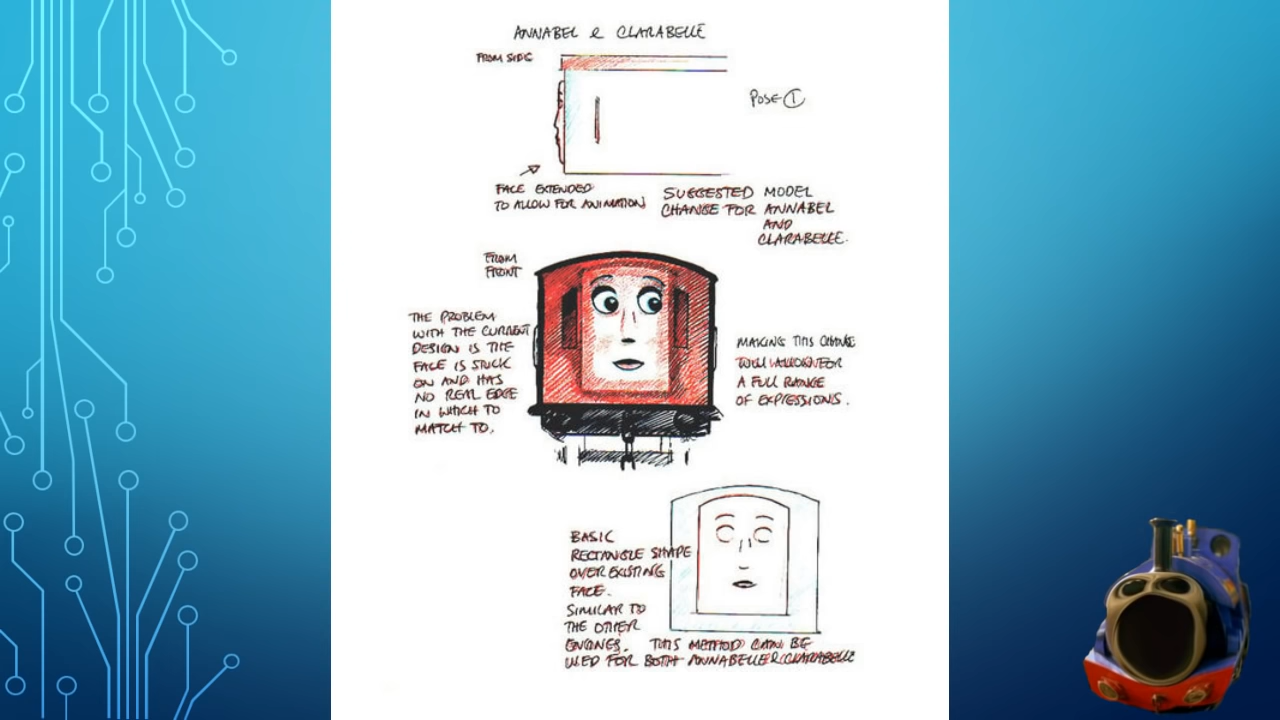 ANNABEL & CLARABELLE
FROM SIDE
POSE 1
FACE EXTENDED
TO ALLOW FOR ANIMATION
SUGGESTED MODEL
CHANGE FOR ANNABEL
AND
CLARABELLE.
FROM
FRONT
THE PROBLEM
WITH THE CURRENT
DESIGN IS THE
FACE IS STUCK
ON AND HAS
NO REAL EDGE
IN WHICH TO
MATCH TO.
MAKING THIS CHANGE
WILL ALLOW FOR
A FULL RANGE
OF EXPRESSIONS.
BASIC
RECTANGLE SHAPE
OVER EXISTING
FACE.
SIMILAR TO
THE OTHER
ENGINES. THIS METHOD CAN BE
USED FOR BOTH ANNABELLE & CLARABELLE